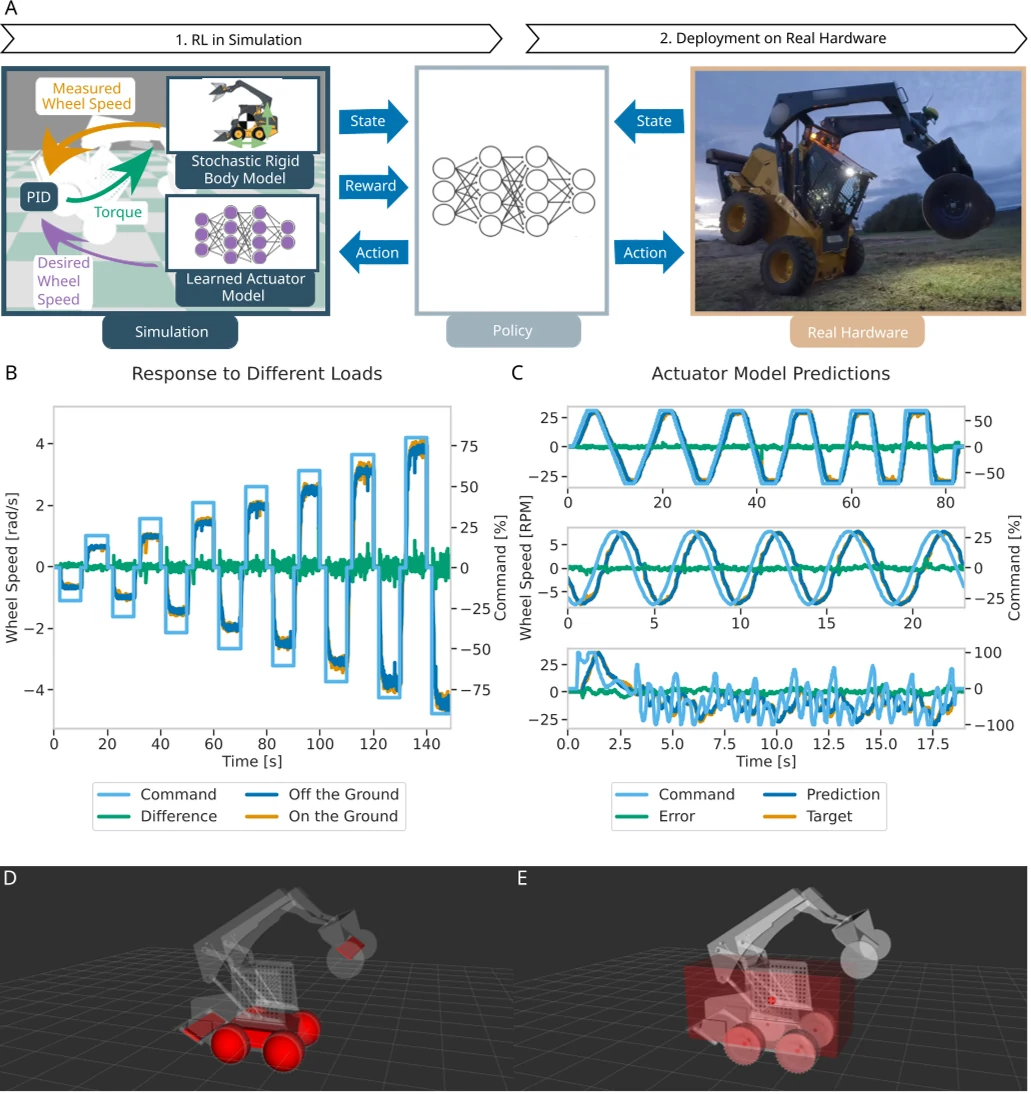 A
1. RL in Simulation
2. Deployment on Real Hardware
Measured
Wheel Speed
PID
Torque
Desired
Wheel
Speed
Stochastic Rigid
Body Model
Learned Actuator
Model
Simulation
State
Reward
Action
Policy
State
Action
Real Hardware
B
Response to Different Loads
Wheel Speed [rad/s]
4
2
0
−2
−4
75
50
25
0
−25
−50
−75
Command [%]
0 20 40 60 80 100 120 140
Time [s]
Command
Off the Ground
Difference
On the Ground
C
Actuator Model Predictions
Wheel Speed [RPM]
Command [%]
25
0
−25
50
0
−50
0 20 40 60 80
5
0
−5
25
0
−25
0 5 10 15 20
25
0
−25
100
0
−100
0.0 2.5 5.0 7.5 10.0 12.5 15.0 17.5
Time [s]
Command
Prediction
Error
Target
D
E